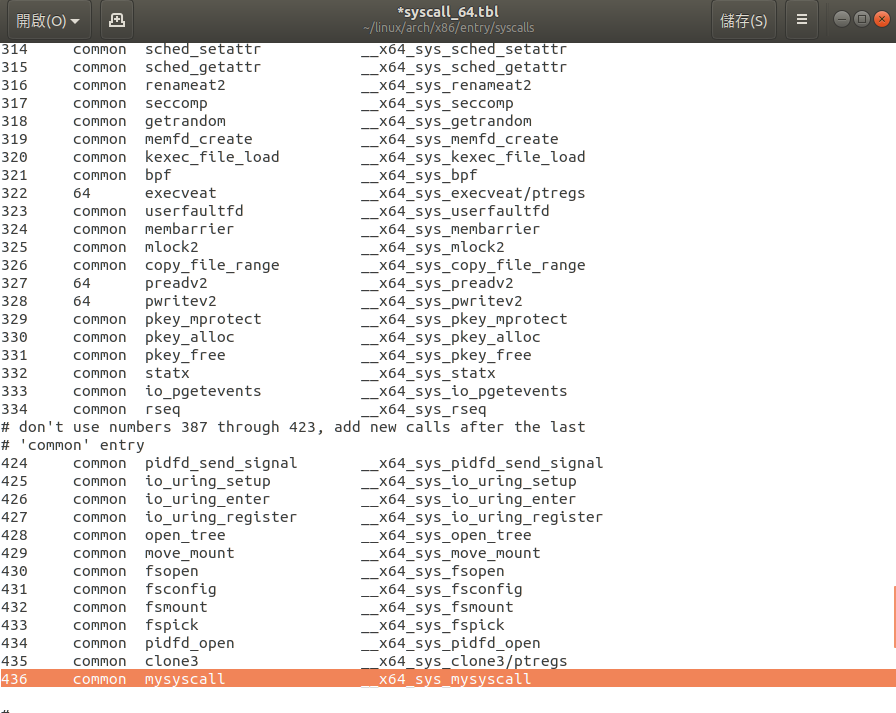 開啟(O)
*syscall_64.tbl
~/linux/arch/x86/entry/syscalls
儲存(S)
314 common sched_setattr __x64_sys_sched_setattr
315 common sched_getattr __x64_sys_sched_getattr
316 common renameat2 __x64_sys_renameat2
317 common seccomp __x64_sys_seccomp
318 common getrandom __x64_sys_getrandom
319 common memfd_create __x64_sys_memfd_create
320 common kexec_file_load __x64_sys_kexec_file_load
321 common bpf __x64_sys_bpf
322 64 execveat __x64_sys_execveat/ptregs
323 common userfaultfd __x64_sys_userfaultfd
324 common membarrier __x64_sys_membarrier
325 common mlock2 __x64_sys_mlock2
326 common copy_file_range __x64_sys_copy_file_range
327 64 preadv2 __x64_sys_preadv2
328 64 pwritev2 __x64_sys_pwritev2
329 common pkey_mprotect __x64_sys_pkey_mprotect
330 common pkey_alloc __x64_sys_pkey_alloc
331 common pkey_free __x64_sys_pkey_free
332 common statx __x64_sys_statx
333 common io_pgetevents __x64_sys_io_pgetevents
334 common rseq __x64_sys_rseq
# don't use numbers 387 through 423, add new calls after the last
# 'common' entry
424 common pidfd_send_signal __x64_sys_pidfd_send_signal
425 common io_uring_setup __x64_sys_io_uring_setup
426 common io_uring_enter __x64_sys_io_uring_enter
427 common io_uring_register __x64_sys_io_uring_register
428 common open_tree __x64_sys_open_tree
429 common move_mount __x64_sys_move_mount
430 common fsopen __x64_sys_fsopen
431 common fsconfig __x64_sys_fsconfig
432 common fsmount __x64_sys_fsmount
433 common fspick __x64_sys_fspick
434 common pidfd_open __x64_sys_pidfd_open
435 common clone3 __x64_sys_clone3/ptregs
436 common mysyscall __x64_sys_mysyscall
#